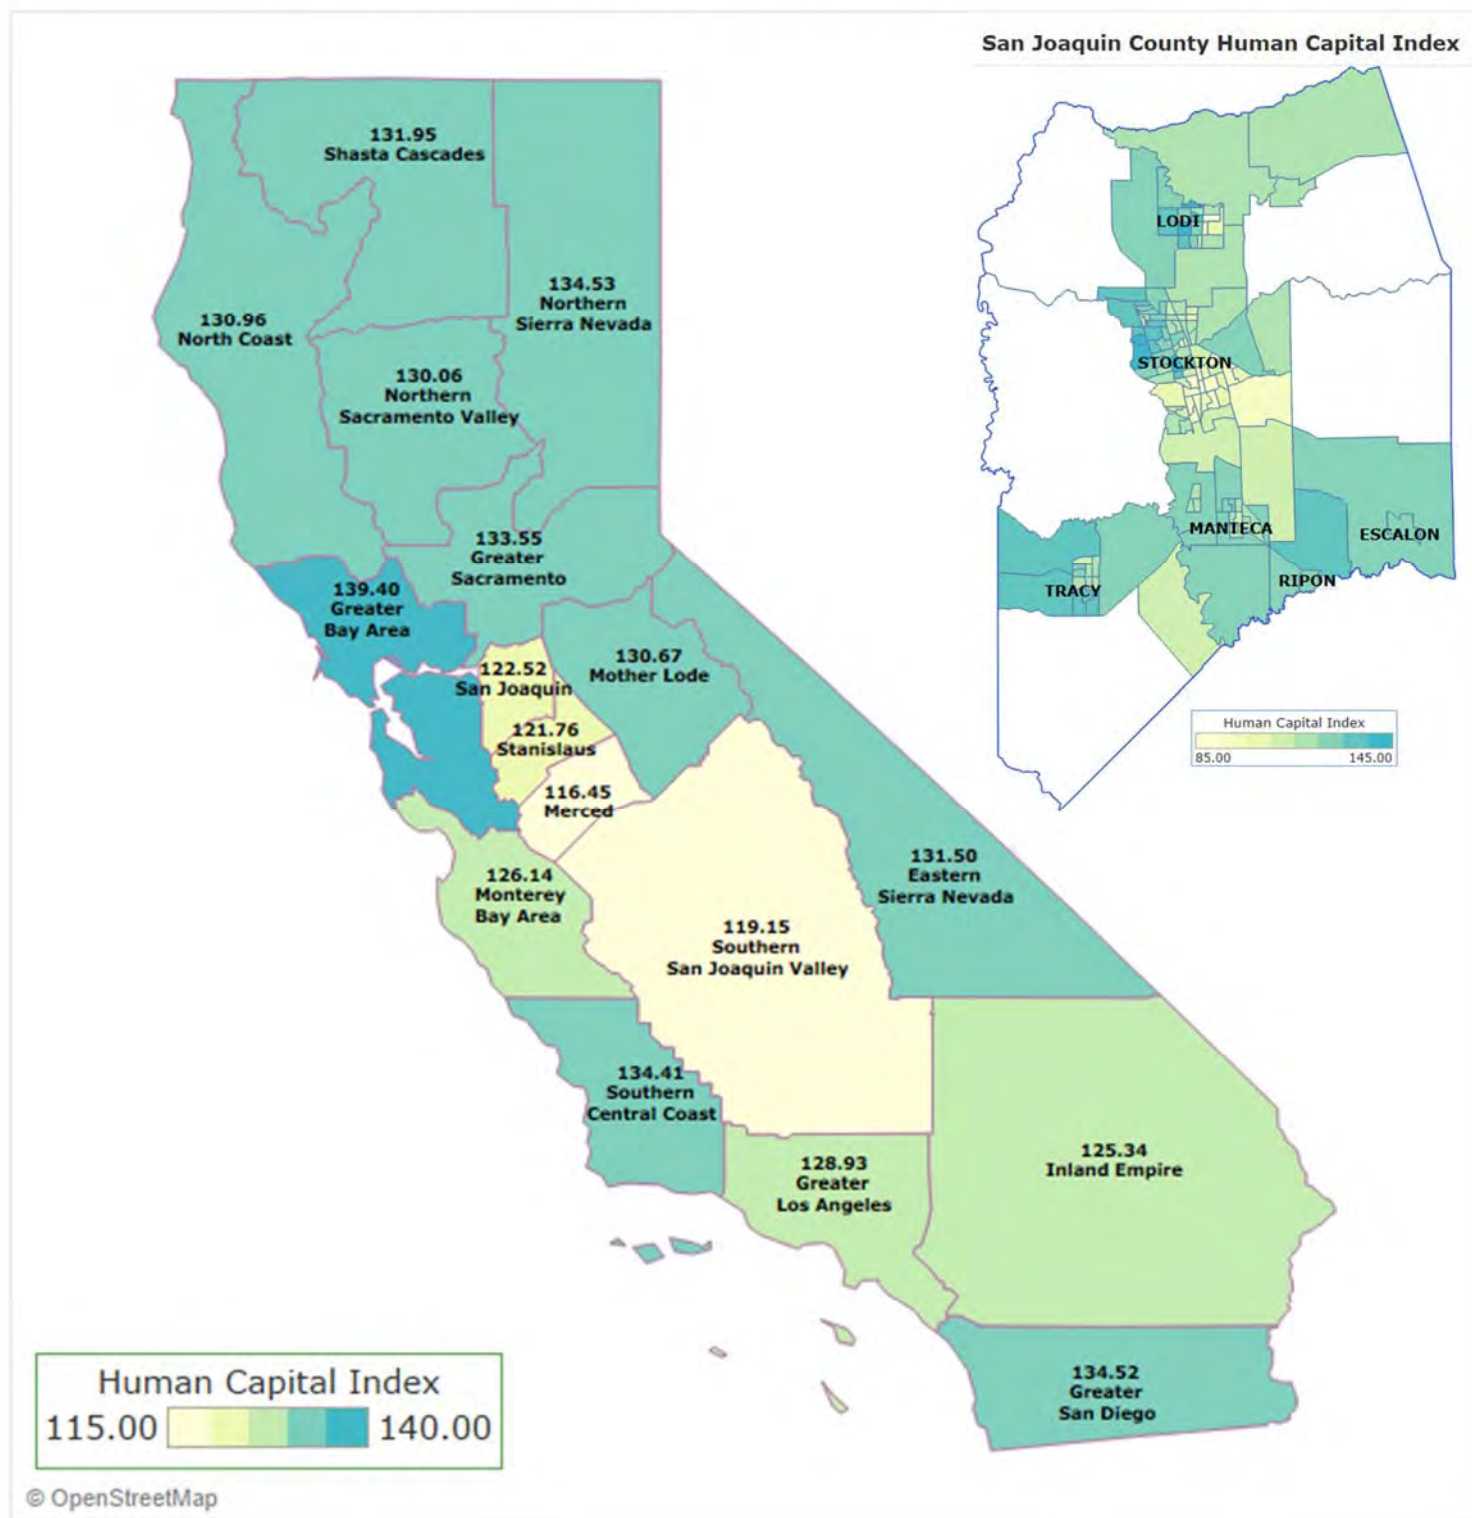 San Joaquin County Human Capital Index
131.95
Shasta Cascades
134.53
Northern
Sierra Nevada
130.96
North Coast
130.06
Northern
Sacramento Valley
133.55
Greater
Sacramento
139.40
Greater
Bay Area
122.52
San Joaquin
130.67
Mother Lode
121.76
Stanislaus
116.45
Merced
126.14
Monterey
Bay Area
131.50
Eastern
Sierra Nevada
119.15
Southern
San Joaquin Valley
134.41
Southern
Central Coast
128.93
Greater
Los Angeles
125.34
Inland Empire
134.52
Greater
San Diego
LODI
STOCKTON
MANTECA
ESCALON
RIPON
TRACY
Human Capital Index
85.00 145.00
Human Capital Index
115.00 140.00
© OpenStreetMap